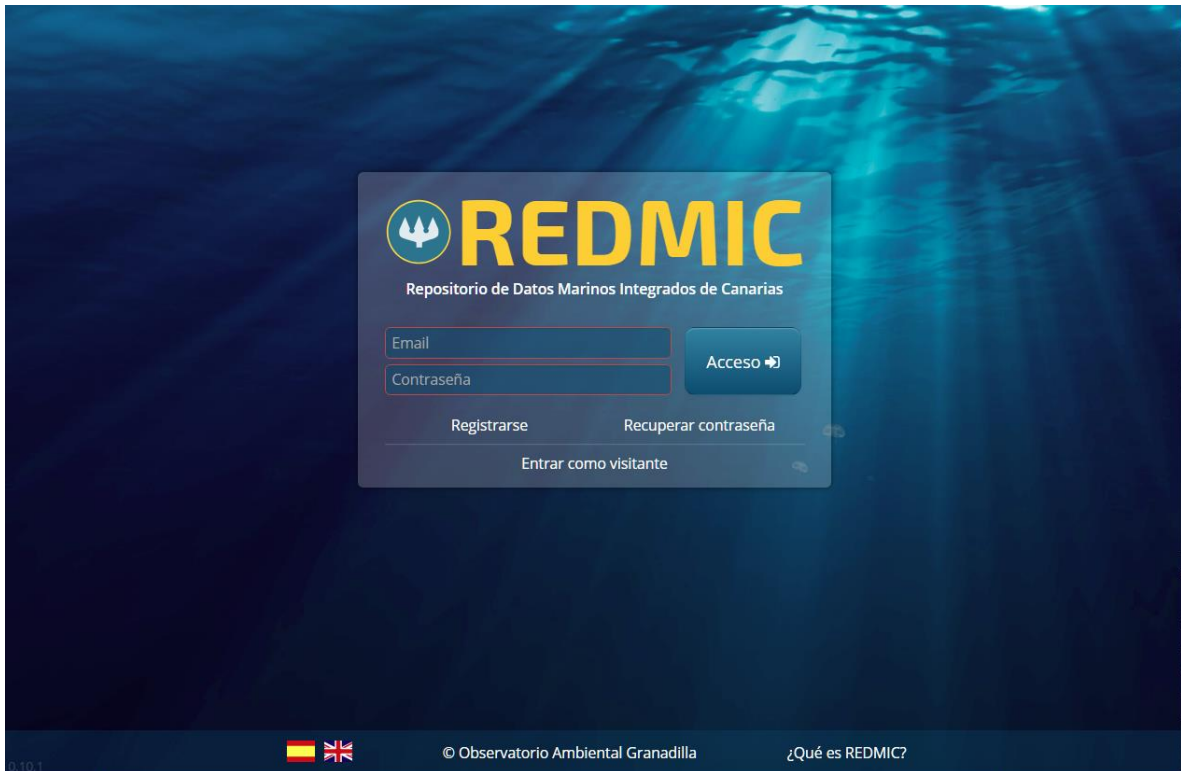 REDMIC
Repositorio de Datos Marinos Integrados de Canarias
Email
Contraseña
Acceso
Registrarse
Recuperar contraseña
Entrar como visitante
© Observatorio Ambiental Granadilla
¿Qué es REDMIC?
0.10.1